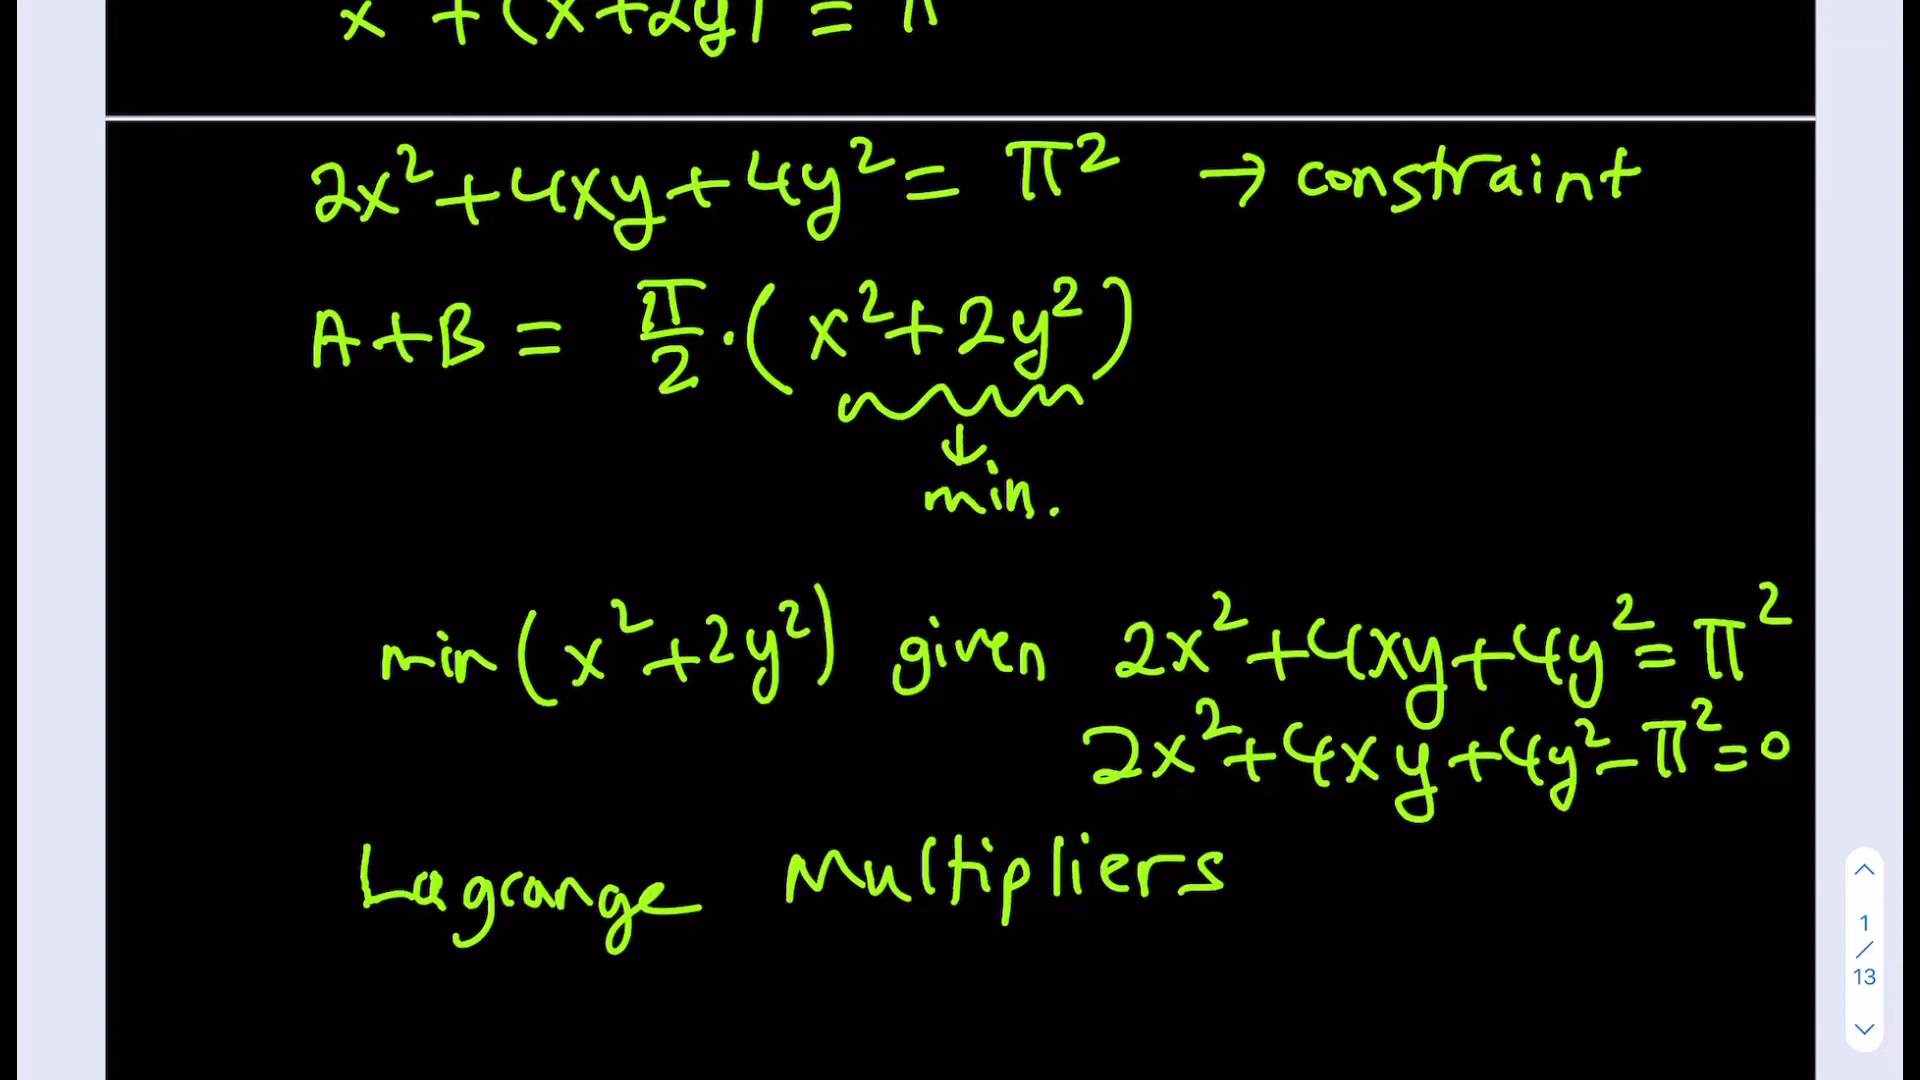 x + (x+2y) = π
2x²+4xy+4y² = π² → constraint
A+B = π/2 · (x²+2y²)
↓
min.
min (x²+2y²) given 2x²+4xy+4y² = π²
2x²+4xy+4y²-π²=0
Lagrange Multipliers
1
/
13